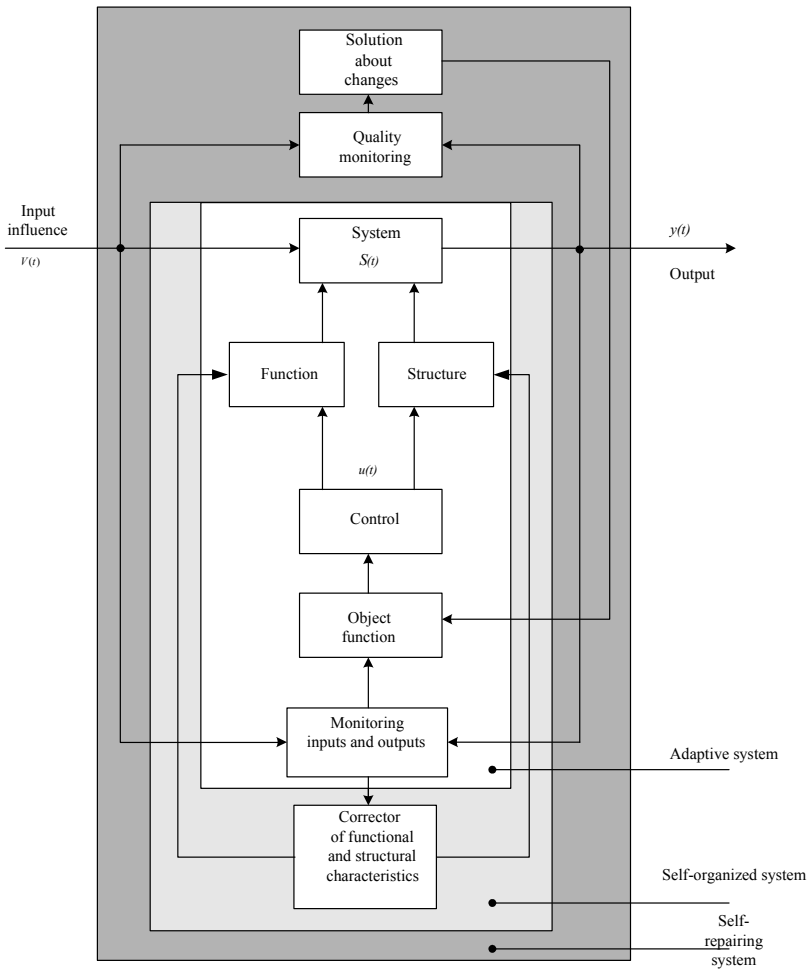 Solution
about
changes
Quality
monitoring
Input
influence
V(t)
System
S(t)
y(t)
Output
Function
Structure
u(t)
Control
Object
function
Monitoring
inputs and outputs
Adaptive system
Corrector
of functional
and structural
characteristics
Self-organized system
Self-
repairing
system